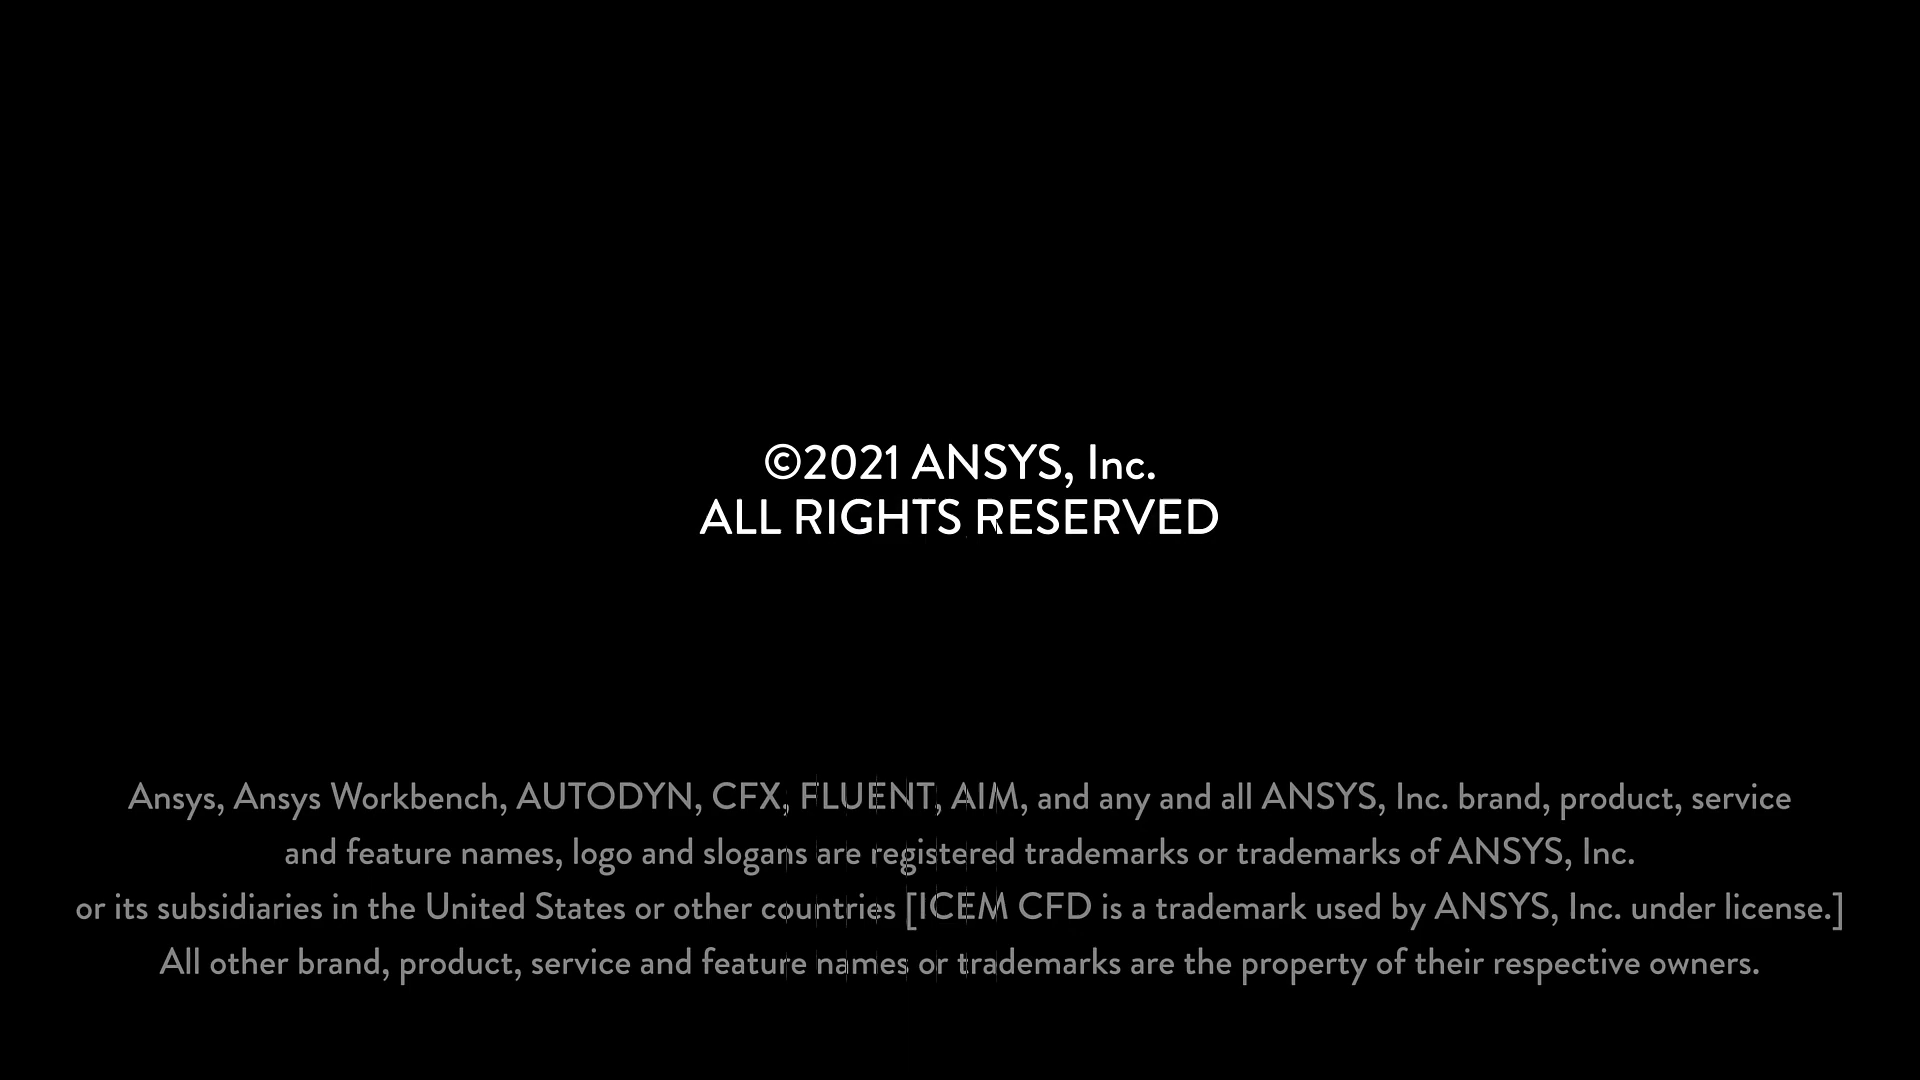 ©2021 ANSYS, Inc.
ALL RIGHTS RESERVED
Ansys, Ansys Workbench, AUTODYN, CFX, FLUENT, AIM, and any and all ANSYS, Inc. brand, product, service
and feature names, logo and slogans are registered trademarks or trademarks of ANSYS, Inc.
or its subsidiaries in the United States or other countries [ICEM CFD is a trademark used by ANSYS, Inc. under license.]
All other brand, product, service and feature names or trademarks are the property of their respective owners.